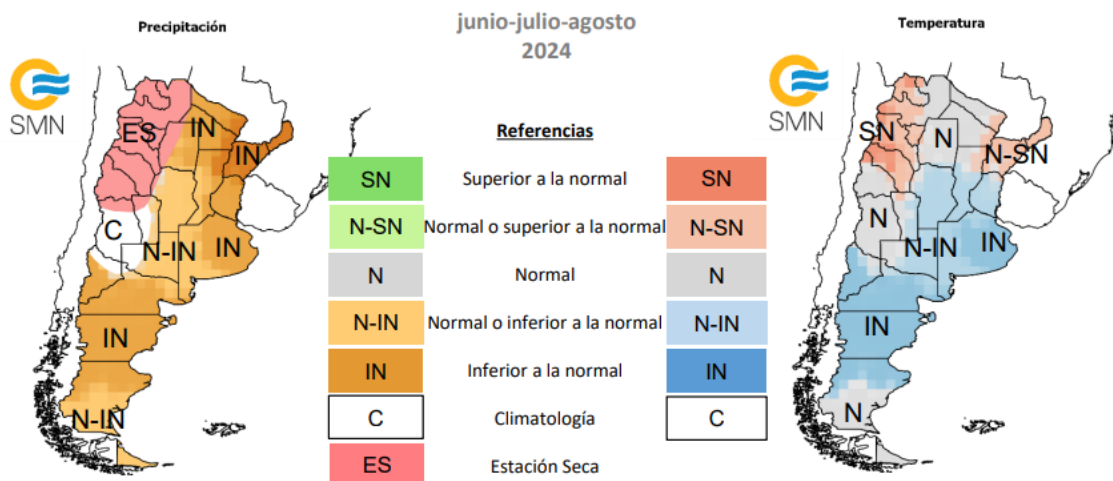 Precipitación
junio-julio-agosto
2024
Temperatura
SMN
SMN
ES
IN
IN
C
N-IN
IN
IN
N-IN
Referencias
SN
Superior a la normal
SN
N-SN
Normal o superior a la normal
N-SN
N
Normal
N
N-IN
Normal o inferior a la normal
N-IN
IN
Inferior a la normal
IN
C
Climatología
C
ES
Estación Seca
SN
N
N-SN
N
N-IN
IN
IN
N